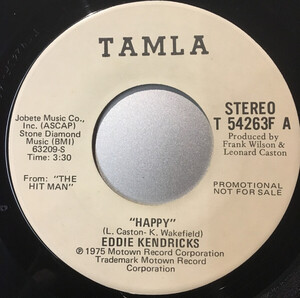 TAMLA
Jobete Music Co.,
Inc. (ASCAP)
Stone Diamond
Music (BMI)
63209-S
Time: 3:30
STEREO
T 54263F A
Produced by
Frank Wilson &
Leonard Caston
From: "THE
HIT MAN"
PROMOTIONAL
NOT FOR SALE
"HAPPY"
(L. Caston- K. Wakefield)
EDDIE KENDRICKS
℗1975 Motown Record Corporation
Trademark Motown Record
Corporation